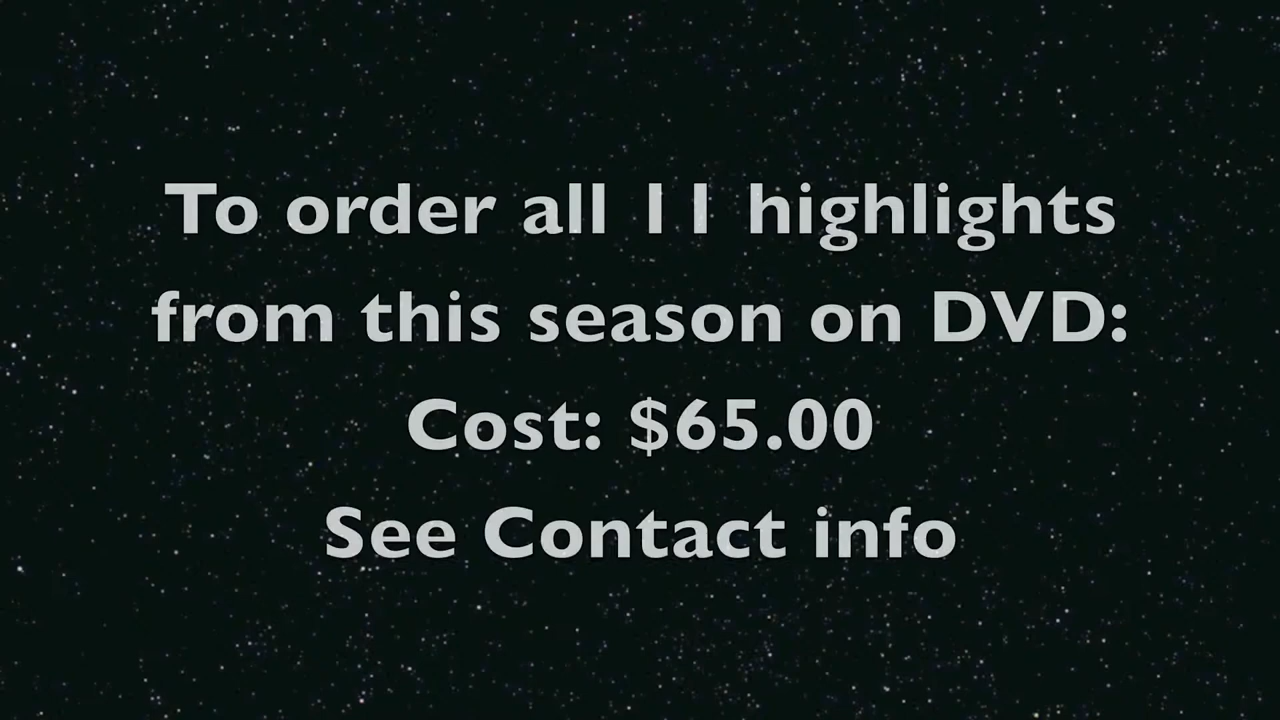 To order all 11 highlights
from this season on DVD:
Cost: $65.00
See Contact info